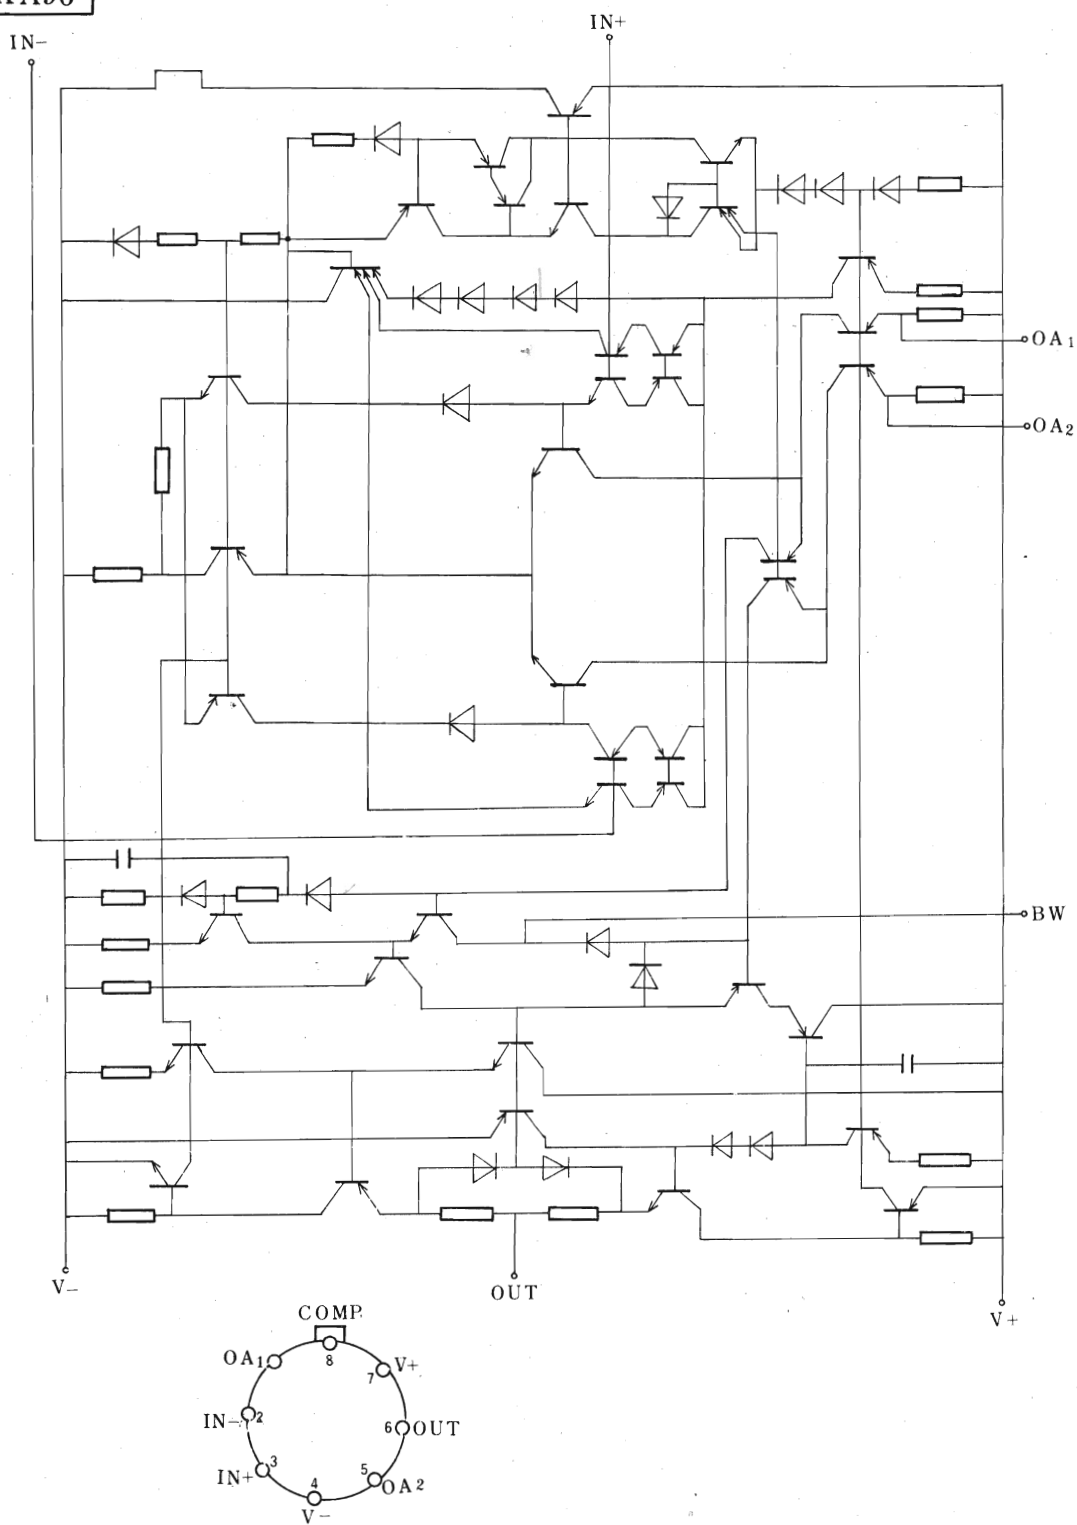 IN-
IN+
OA1
OA2
BW
V-
OUT
V+
COMP.
OA1
8
7
V+
IN-
2
6
OUT
IN+
3
4
5
OA2
V-